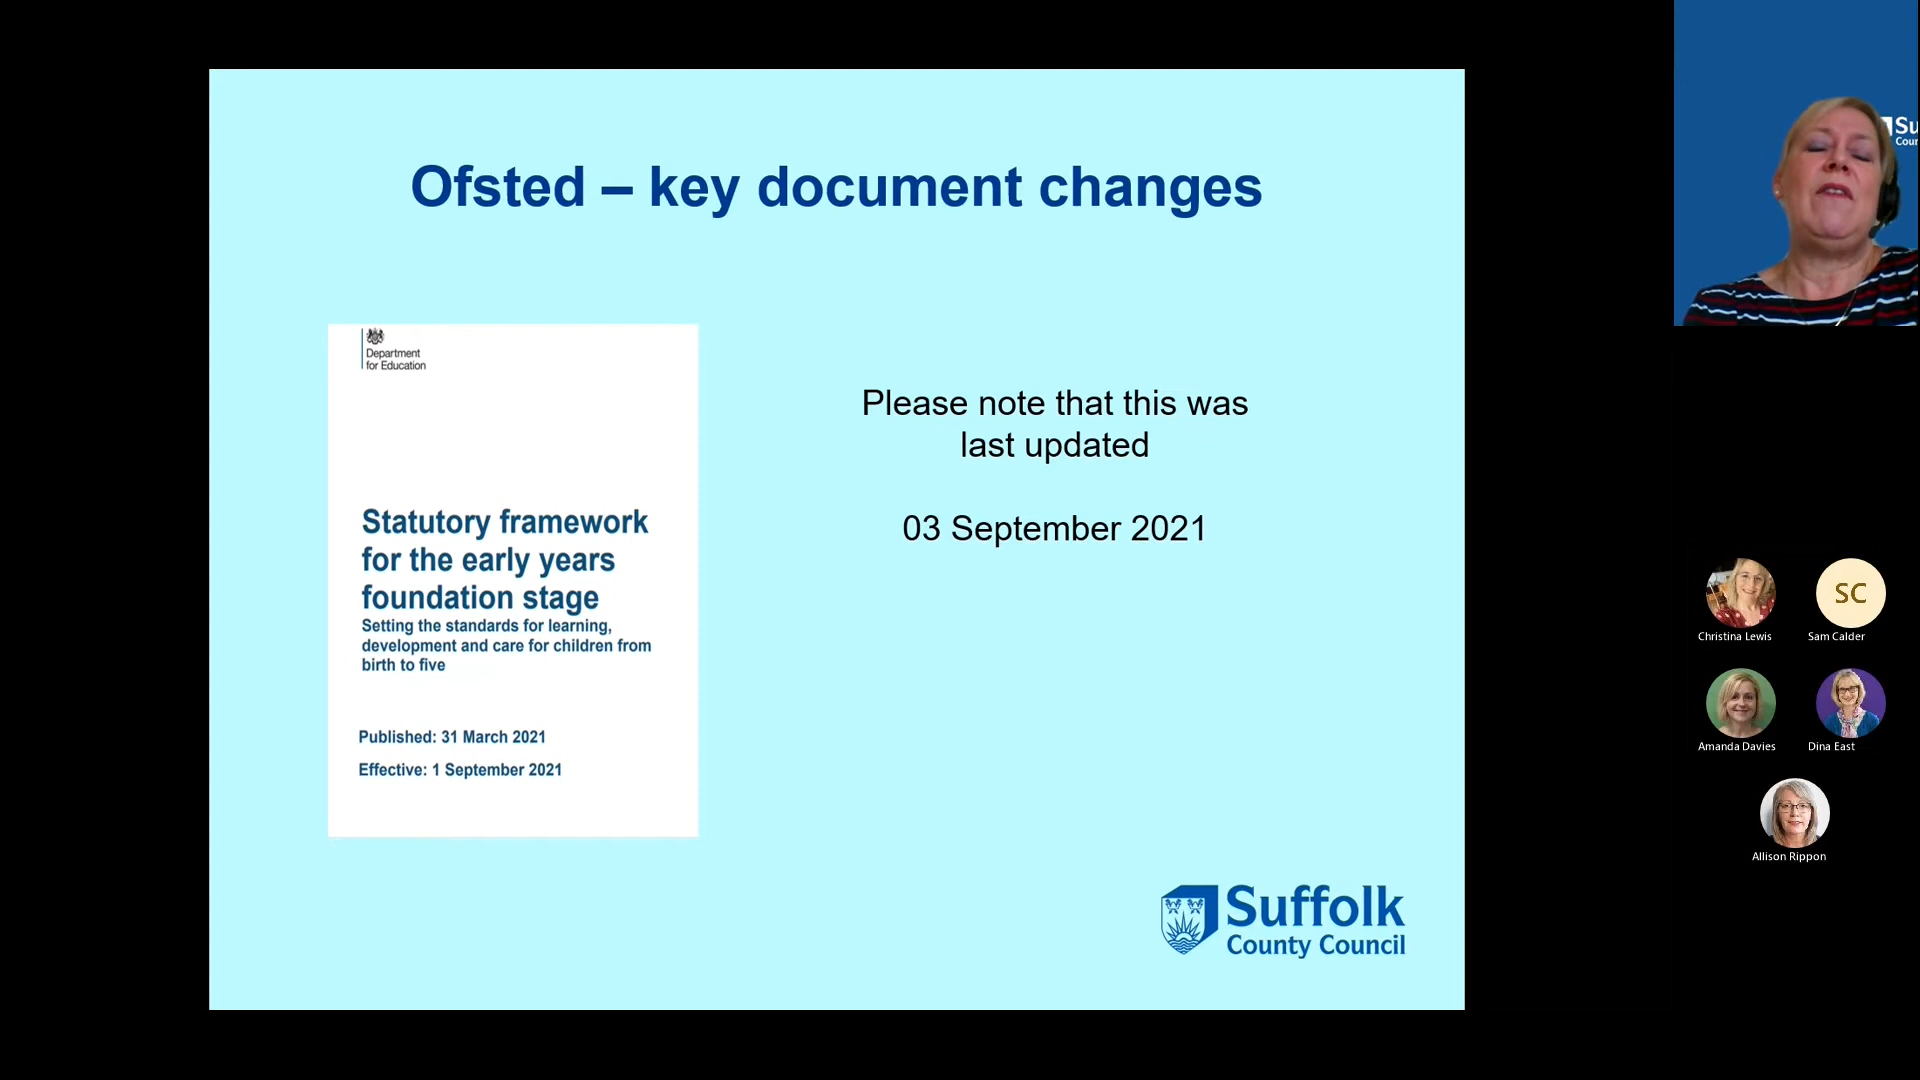 Ofsted – key document changes
Department
for Education
Statutory framework
for the early years
foundation stage
Setting the standards for learning,
development and care for children from
birth to five
Published: 31 March 2021
Effective: 1 September 2021
Please note that this was
last updated
03 September 2021
Suffolk
County Council
Su
Cour
Christina Lewis
SC
Sam Calder
Amanda Davies
Dina East
Allison Rippon